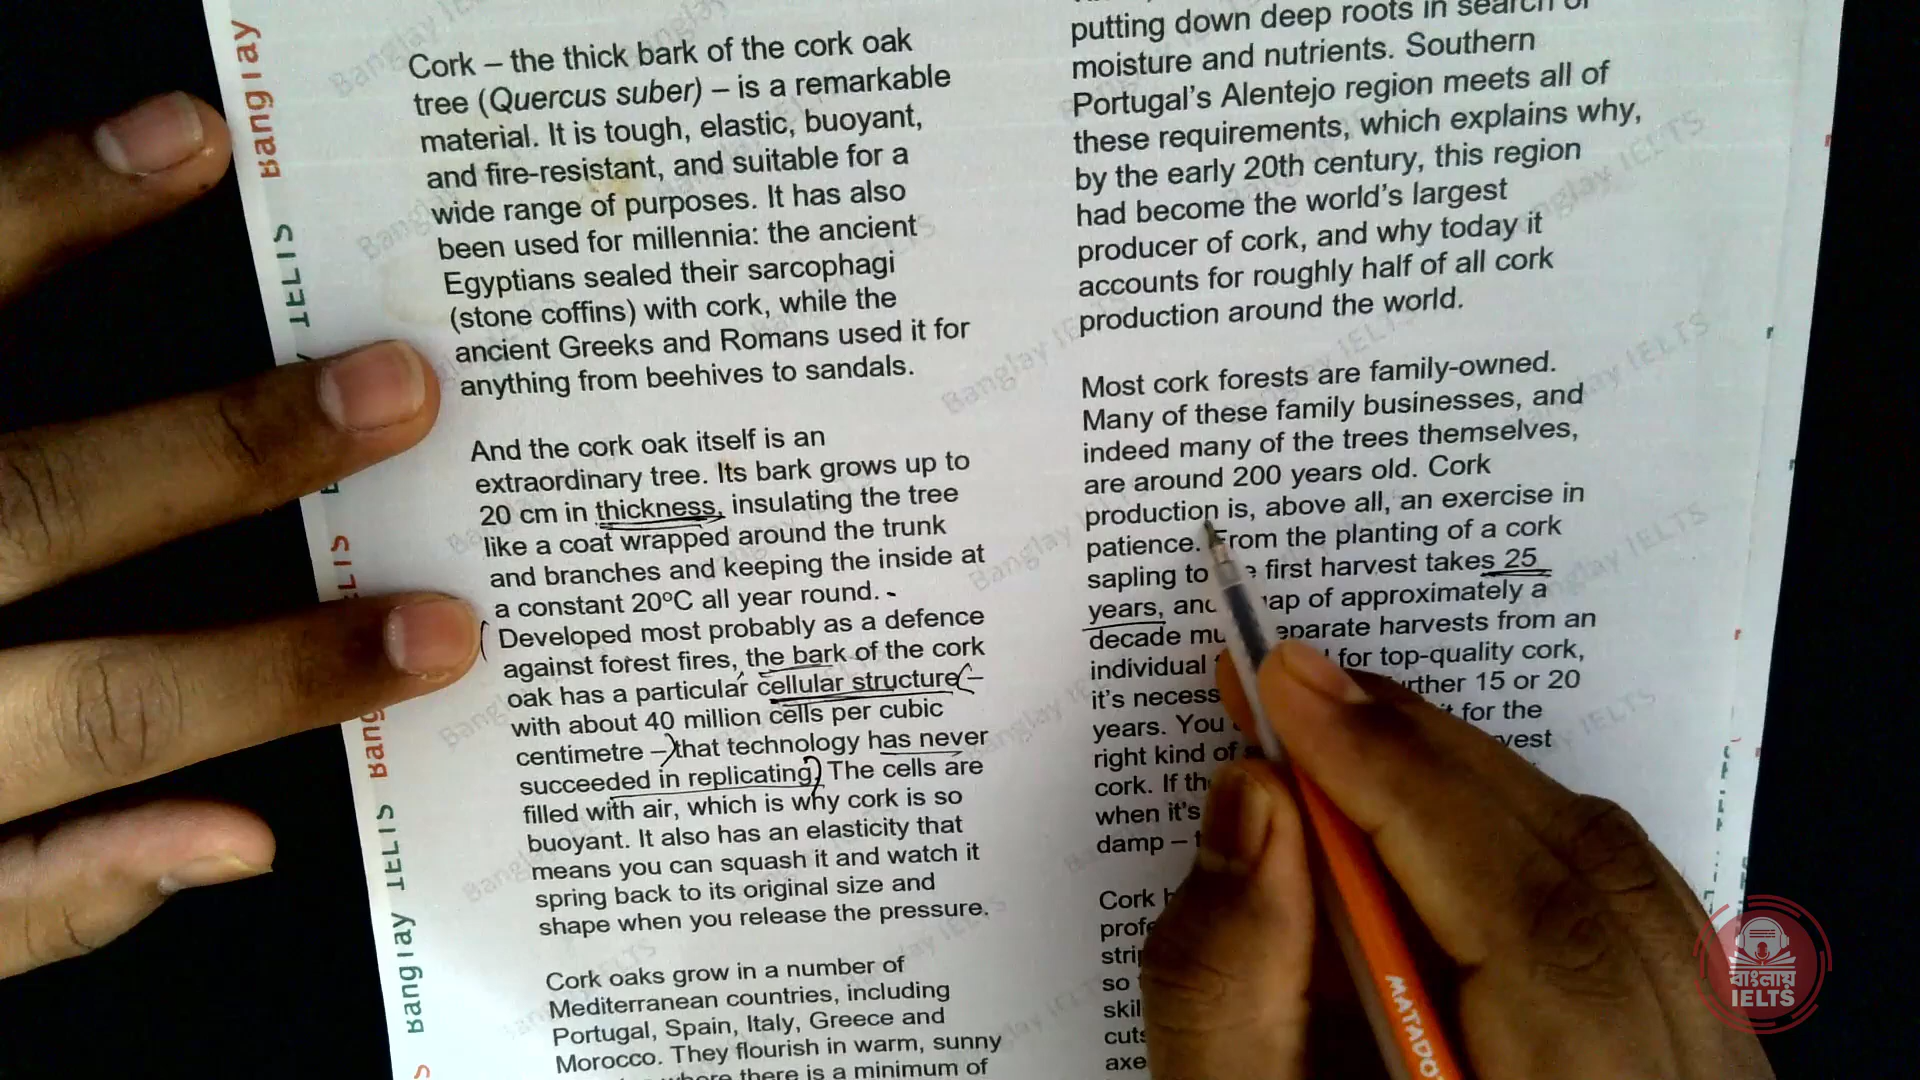 Cork – the thick bark of the cork oak
tree (Quercus suber) – is a remarkable
material. It is tough, elastic, buoyant,
and fire-resistant, and suitable for a
wide range of purposes. It has also
been used for millennia: the ancient
Egyptians sealed their sarcophagi
(stone coffins) with cork, while the
ancient Greeks and Romans used it for
anything from beehives to sandals.
And the cork oak itself is an
extraordinary tree. Its bark grows up to
20 cm in thickness, insulating the tree
like a coat wrapped around the trunk
and branches and keeping the inside at
a constant 20ºC all year round.
Developed most probably as a defence
against forest fires, the bark of the cork
oak has a particular cellular structure –
with about 40 million cells per cubic
centimetre – that technology has never
succeeded in replicating. The cells are
filled with air, which is why cork is so
buoyant. It also has an elasticity that
means you can squash it and watch it
spring back to its original size and
shape when you release the pressure.
Cork oaks grow in a number of
Mediterranean countries, including
Portugal, Spain, Italy, Greece and
Morocco. They flourish in warm, sunny
where there is a minimum of
putting down deep roots in search of
moisture and nutrients. Southern
Portugal's Alentejo region meets all of
these requirements, which explains why,
by the early 20th century, this region
had become the world's largest
producer of cork, and why today it
accounts for roughly half of all cork
production around the world.
Most cork forests are family-owned.
Many of these family businesses, and
indeed many of the trees themselves,
are around 200 years old. Cork
production is, above all, an exercise in
patience. From the planting of a cork
sapling to first harvest takes 25
years, and gap of approximately a
decade separate harvests from an
individual for top-quality cork,
it's 15 or 20
years. You for the
right kind of
cork. If
when it's
damp –
Cork
so
cuts
axe
Banglay IELTS
বাংলায়
IELTS
MATADO